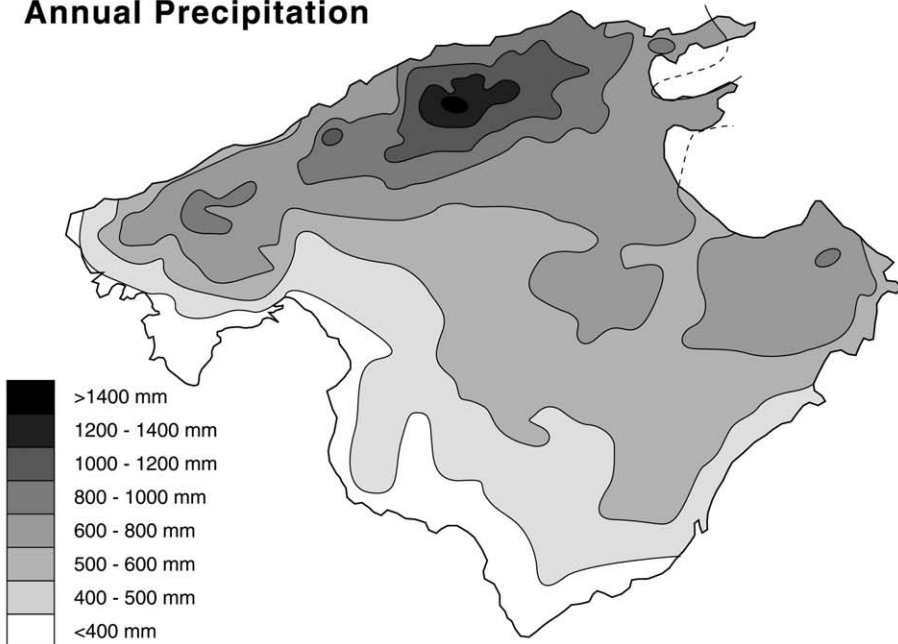 Annual Precipitation
>1400 mm
1200 - 1400 mm
1000 - 1200 mm
800 - 1000 mm
600 - 800 mm
500 - 600 mm
400 - 500 mm
<400 mm